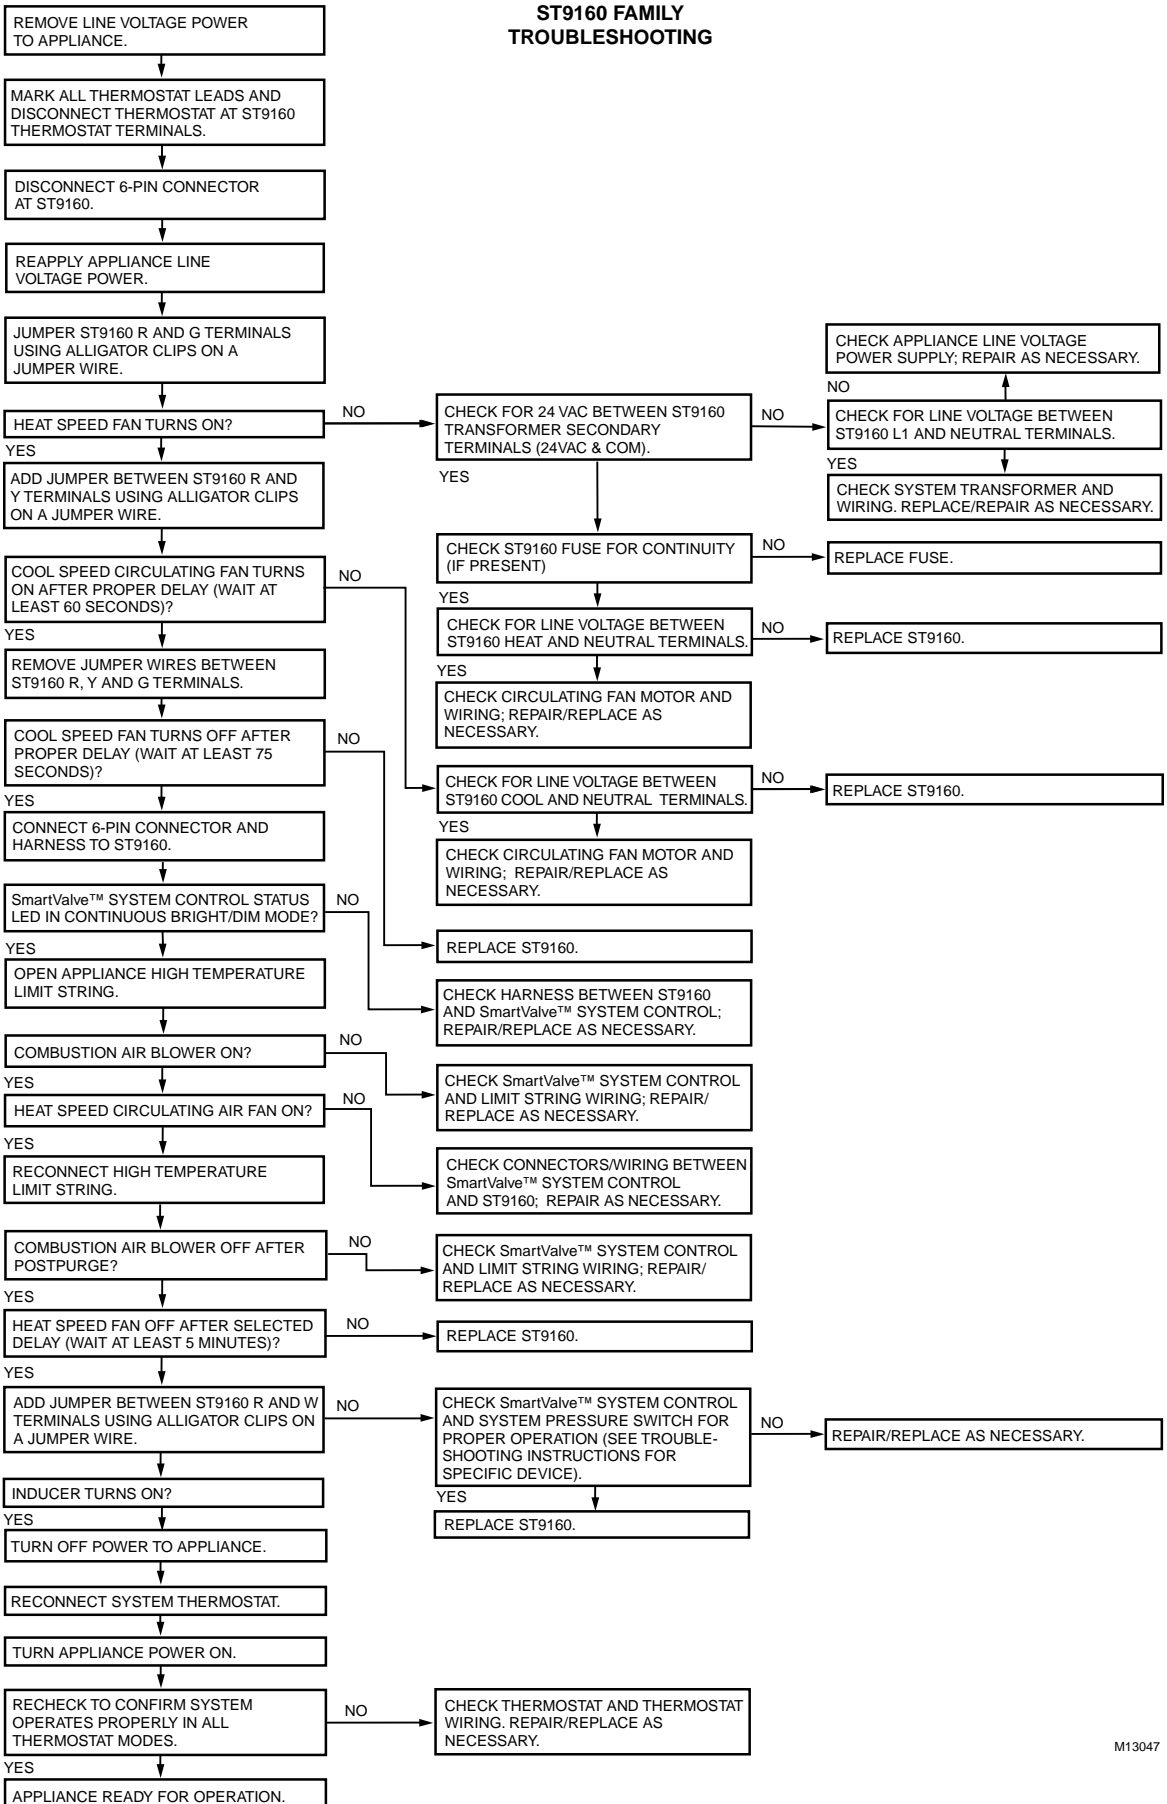 ST9160 FAMILY
TROUBLESHOOTING
REMOVE LINE VOLTAGE POWER
TO APPLIANCE.
MARK ALL THERMOSTAT LEADS AND
DISCONNECT THERMOSTAT AT ST9160
THERMOSTAT TERMINALS.
DISCONNECT 6-PIN CONNECTOR
AT ST9160.
REAPPLY APPLIANCE LINE
VOLTAGE POWER.
JUMPER ST9160 R AND G TERMINALS
USING ALLIGATOR CLIPS ON A
JUMPER WIRE.
HEAT SPEED FAN TURNS ON?
NO
CHECK FOR 24 VAC BETWEEN ST9160
TRANSFORMER SECONDARY
TERMINALS (24VAC & COM).
NO
CHECK FOR LINE VOLTAGE BETWEEN
ST9160 L1 AND NEUTRAL TERMINALS.
NO
CHECK APPLIANCE LINE VOLTAGE
POWER SUPPLY; REPAIR AS NECESSARY.
YES
CHECK SYSTEM TRANSFORMER AND
WIRING. REPLACE/REPAIR AS NECESSARY.
YES
CHECK ST9160 FUSE FOR CONTINUITY
(IF PRESENT)
NO
REPLACE FUSE.
YES
CHECK FOR LINE VOLTAGE BETWEEN
ST9160 HEAT AND NEUTRAL TERMINALS.
NO
REPLACE ST9160.
YES
CHECK CIRCULATING FAN MOTOR AND
WIRING; REPAIR/REPLACE AS
NECESSARY.
YES
ADD JUMPER BETWEEN ST9160 R AND
Y TERMINALS USING ALLIGATOR CLIPS
ON A JUMPER WIRE.
COOL SPEED CIRCULATING FAN TURNS
ON AFTER PROPER DELAY (WAIT AT
LEAST 60 SECONDS)?
NO
CHECK FOR LINE VOLTAGE BETWEEN
ST9160 COOL AND NEUTRAL TERMINALS.
NO
REPLACE ST9160.
YES
CHECK CIRCULATING FAN MOTOR AND
WIRING; REPAIR/REPLACE AS
NECESSARY.
YES
REMOVE JUMPER WIRES BETWEEN
ST9160 R, Y AND G TERMINALS.
COOL SPEED FAN TURNS OFF AFTER
PROPER DELAY (WAIT AT LEAST 75
SECONDS)?
NO
REPLACE ST9160.
YES
CONNECT 6-PIN CONNECTOR AND
HARNESS TO ST9160.
SmartValve™ SYSTEM CONTROL STATUS
LED IN CONTINUOUS BRIGHT/DIM MODE?
NO
CHECK HARNESS BETWEEN ST9160
AND SmartValve™ SYSTEM CONTROL;
REPAIR/REPLACE AS NECESSARY.
YES
OPEN APPLIANCE HIGH TEMPERATURE
LIMIT STRING.
COMBUSTION AIR BLOWER ON?
NO
CHECK SmartValve™ SYSTEM CONTROL
AND LIMIT STRING WIRING; REPAIR/
REPLACE AS NECESSARY.
YES
HEAT SPEED CIRCULATING AIR FAN ON?
NO
CHECK CONNECTORS/WIRING BETWEEN
SmartValve™ SYSTEM CONTROL
AND ST9160; REPAIR AS NECESSARY.
YES
RECONNECT HIGH TEMPERATURE
LIMIT STRING.
COMBUSTION AIR BLOWER OFF AFTER
POSTPURGE?
NO
CHECK SmartValve™ SYSTEM CONTROL
AND LIMIT STRING WIRING; REPAIR/
REPLACE AS NECESSARY.
YES
HEAT SPEED FAN OFF AFTER SELECTED
DELAY (WAIT AT LEAST 5 MINUTES)?
NO
REPLACE ST9160.
YES
ADD JUMPER BETWEEN ST9160 R AND W
TERMINALS USING ALLIGATOR CLIPS ON
A JUMPER WIRE.
NO
CHECK SmartValve™ SYSTEM CONTROL
AND SYSTEM PRESSURE SWITCH FOR
PROPER OPERATION (SEE TROUBLE-
SHOOTING INSTRUCTIONS FOR
SPECIFIC DEVICE).
NO
REPAIR/REPLACE AS NECESSARY.
YES
REPLACE ST9160.
INDUCER TURNS ON?
YES
TURN OFF POWER TO APPLIANCE.
RECONNECT SYSTEM THERMOSTAT.
TURN APPLIANCE POWER ON.
RECHECK TO CONFIRM SYSTEM
OPERATES PROPERLY IN ALL
THERMOSTAT MODES.
NO
CHECK THERMOSTAT AND THERMOSTAT
WIRING. REPAIR/REPLACE AS
NECESSARY.
YES
APPLIANCE READY FOR OPERATION.
M13047